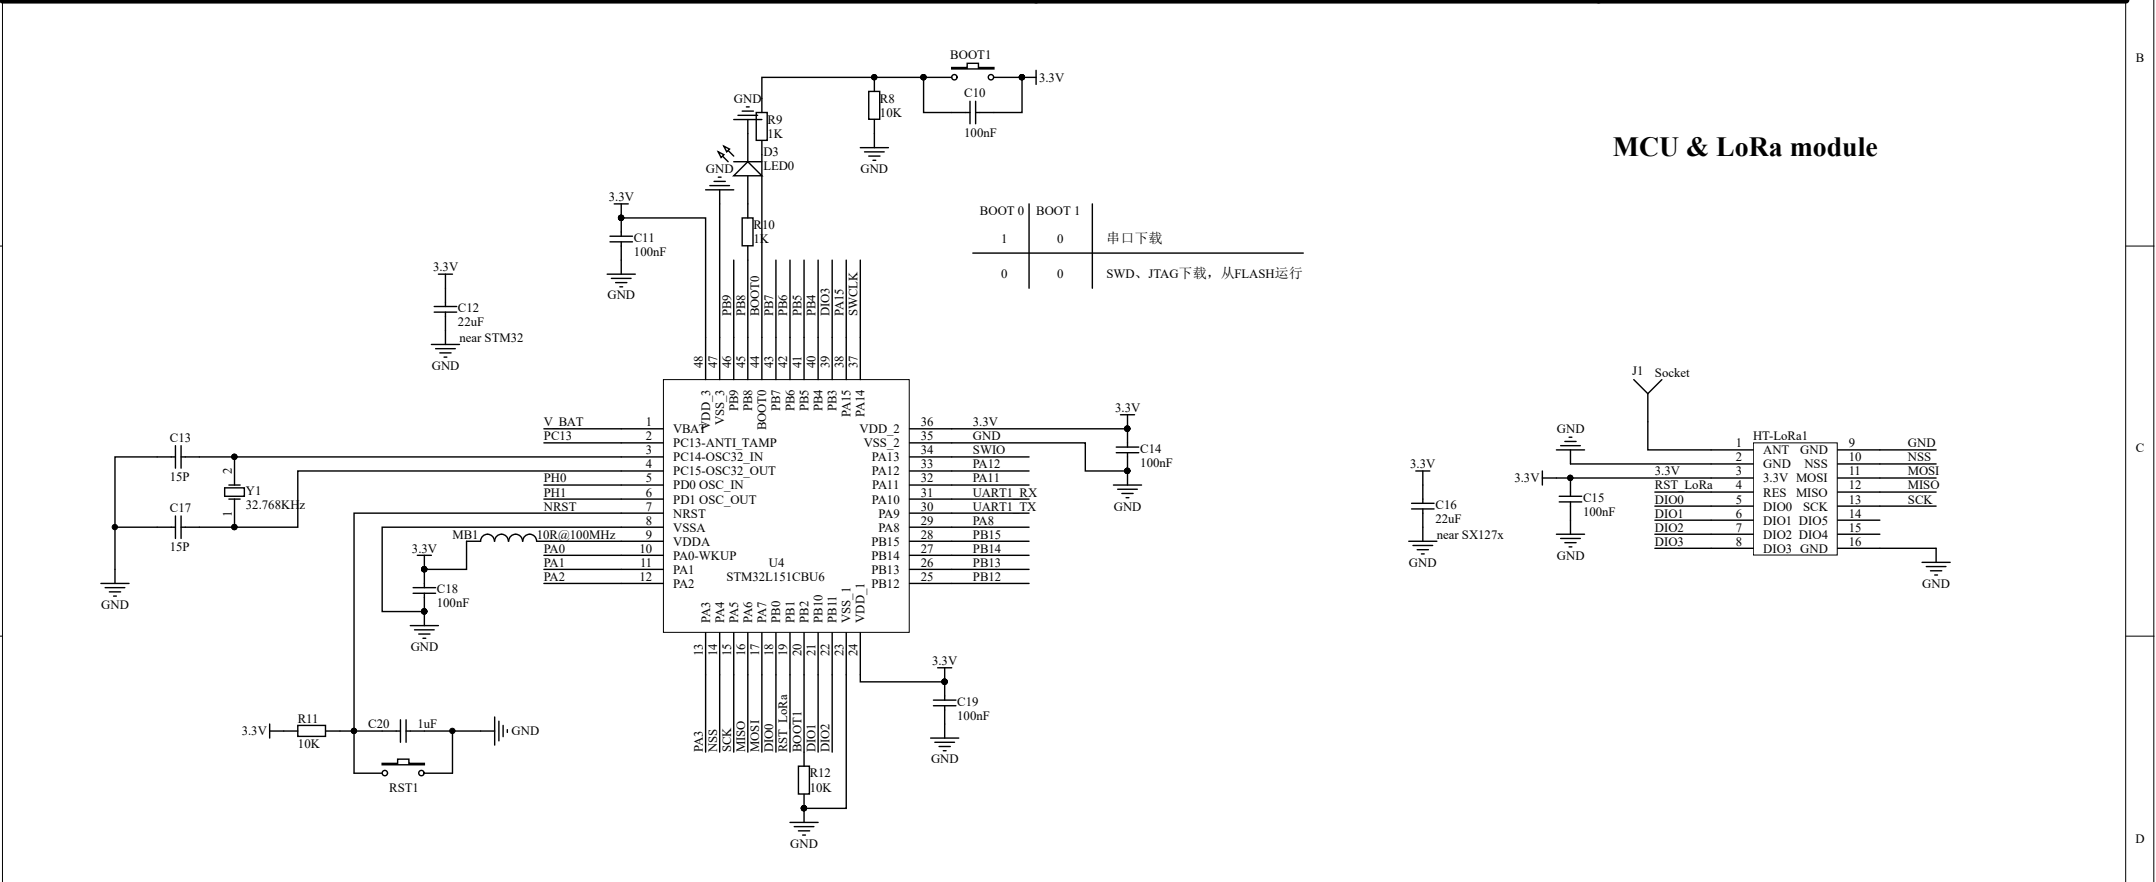 B
BOOT1
3.3V
C10
100nF
R8
10K
GND
GND
R9
1K
D3
LED0
GND
R10
1K
MCU & LoRa module
3.3V
C11
100nF
GND
BOOT 0 BOOT 1
1 0 串口下载
0 0 SWD、JTAG下载，从FLASH运行
3.3V
C12
22uF
near STM32
GND
PB9
PB8
BOOT0
PB7
PB6
PB5
PB4
DIO3
PA15
SWCLK
48
47
46
45
44
43
42
41
40
39
38
37
VDD_3
VSS_3
PB9
PB8
BOOT0
PB7
PB6
PB5
PB4
PB3
PA15
PA14
V_BAT 1 VBAT
PC13 2 PC13-ANTI_TAMP
3 PC14-OSC32_IN
4 PC15-OSC32_OUT
PH0 5 PD0 OSC_IN
PH1 6 PD1 OSC_OUT
NRST 7 NRST
8 VSSA
MB1 10R@100MHz 9 VDDA
PA0 10 PA0-WKUP
PA1 11 PA1
PA2 12 PA2
U4
STM32L151CBU6
VDD_2 36 3.3V
VSS_2 35 GND
PA13 34 SWIO
PA12 33 PA12
PA11 32 PA11
PA10 31 UART1_RX
PA9 30 UART1_TX
PA8 29 PA8
PB15 28 PB15
PB14 27 PB14
PB13 26 PB13
PB12 25 PB12
PA3
PA4
PA5
PA6
PA7
PB0
PB1
PB2
PB10
PB11
VSS_1
VDD_1
13
14
15
16
17
18
19
20
21
22
23
24
PA3
NSS
SCK
MISO
MOSI
DIO0
RST_LoRa
BOOT1
DIO1
DIO2
C13
15P
2
Y1
32.768KHz
1
C17
15P
GND
3.3V
C18
100nF
GND
3.3V
C14
100nF
GND
3.3V
C19
100nF
GND
3.3V
R11
10K
C20 1uF
GND
RST1
R12
10K
GND
3.3V
C16
22uF
near SX127x
GND
J1 Socket
GND
3.3V
C15
100nF
GND
HT-LoRa1
1 ANT GND 9 GND
2 GND NSS 10 NSS
3.3V 3 3.3V MOSI 11 MOSI
RST_LoRa 4 RES MISO 12 MISO
DIO0 5 DIO0 SCK 13 SCK
DIO1 6 DIO1 DIO5 14
DIO2 7 DIO2 DIO4 15
DIO3 8 DIO3 GND 16
GND
C
D